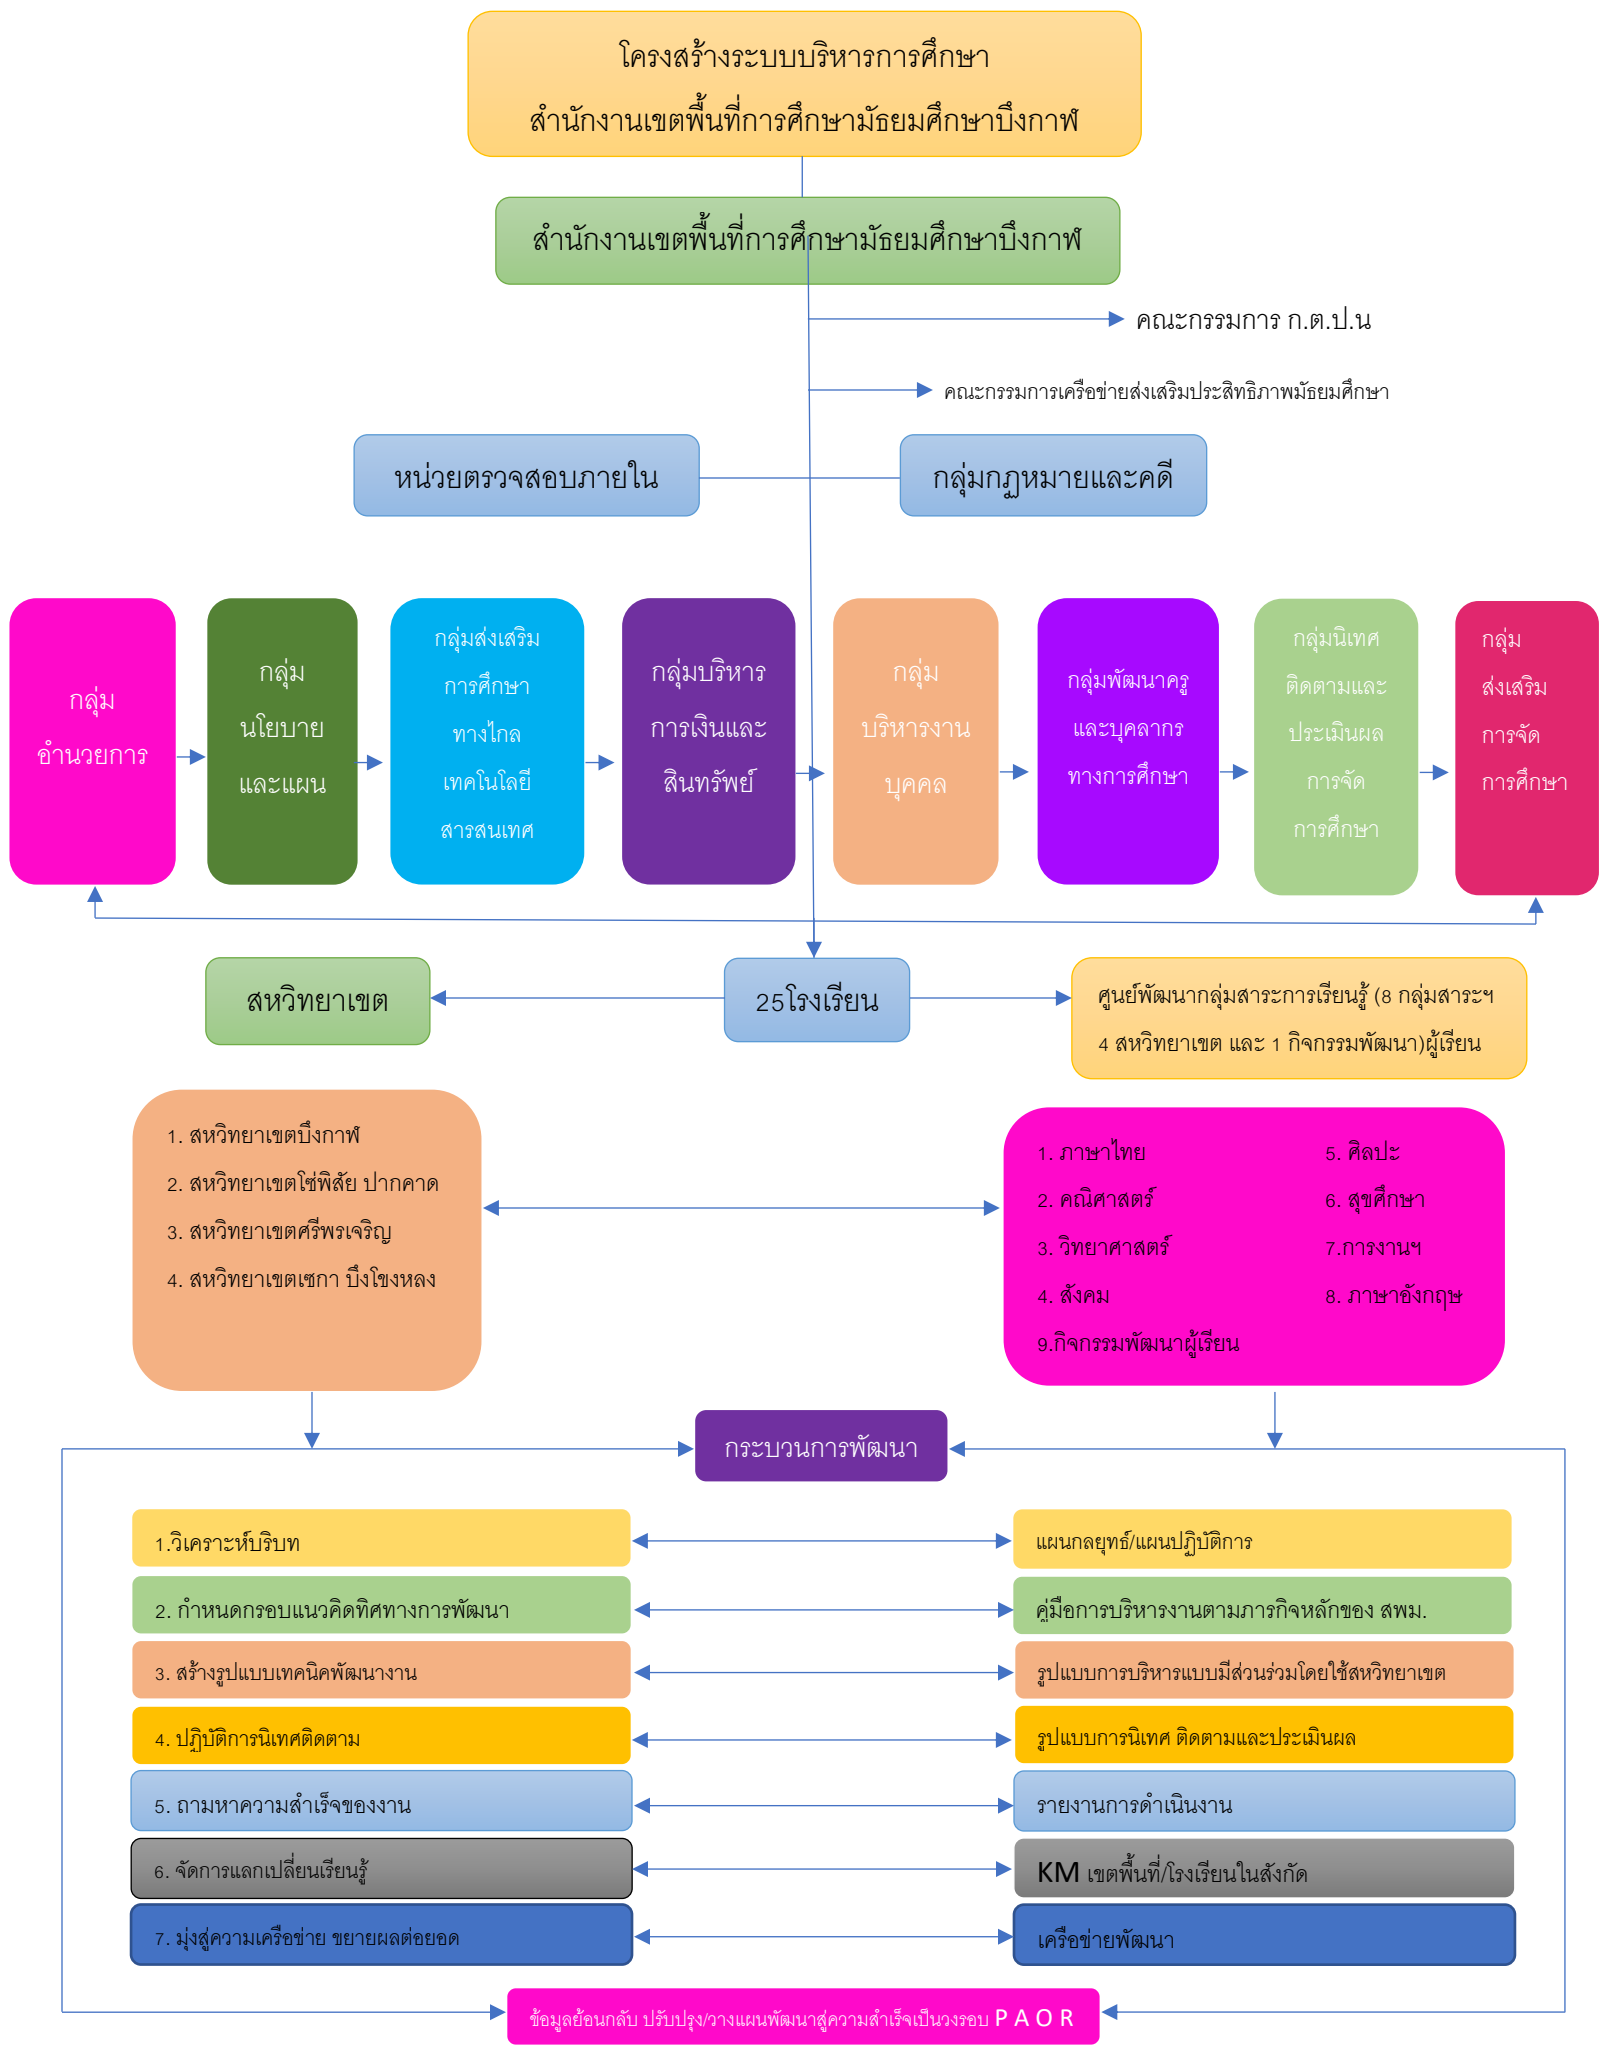 โครงสร้างระบบบริหารการศึกษา
สำนักงานเขตพื้นที่การศึกษามัธยมศึกษาบึงกาฬ
สำนักงานเขตพื้นที่การศึกษามัธยมศึกษาบึงกาฬ
คณะกรรมการ ก.ต.ป.น
คณะกรรมการเครือข่ายส่งเสริมประสิทธิภาพมัธยมศึกษา
หน่วยตรวจสอบภายใน
กลุ่มกฏหมายและคดี
กลุ่ม
อำนวยการ
กลุ่ม
นโยบาย
และแผน
กลุ่มส่งเสริม
การศึกษา
ทางไกล
เทคโนโลยี
สารสนเทศ
กลุ่มบริหาร
การเงินและ
สินทรัพย์
กลุ่ม
บริหารงาน
บุคคล
กลุ่มพัฒนาครู
และบุคลากร
ทางการศึกษา
กลุ่มนิเทศ
ติดตามและ
ประเมินผล
การจัด
การศึกษา
กลุ่ม
ส่งเสริม
การจัด
การศึกษา
สหวิทยาเขต
25โรงเรียน
ศูนย์พัฒนากลุ่มสาระการเรียนรู้ (8 กลุ่มสาระฯ
4 สหวิทยาเขต และ 1 กิจกรรมพัฒนา)ผู้เรียน
1. สหวิทยาเขตบึงกาฬ
2. สหวิทยาเขตโซ่พิสัย ปากคาด
3. สหวิทยาเขตศรีพรเจริญ
4. สหวิทยาเขตเซกา บึงโขงหลง
1. ภาษาไทย
5. ศิลปะ
2. คณิศาสตร์
6. สุขศึกษา
3. วิทยาศาสตร์
7.การงานฯ
4. สังคม
8. ภาษาอังกฤษ
9.กิจกรรมพัฒนาผู้เรียน
กระบวนการพัฒนา
1.วิเคราะห์บริบท
แผนกลยุทธ์/แผนปฏิบัติการ
2. กำหนดกรอบแนวคิดทิศทางการพัฒนา
คู่มือการบริหารงานตามภารกิจหลักของ สพม.
3. สร้างรูปแบบเทคนิคพัฒนางาน
รูปแบบการบริหารแบบมีส่วนร่วมโดยใช้สหวิทยาเขต
4. ปฏิบัติการนิเทศติดตาม
รูปแบบการนิเทศ ติดตามและประเมินผล
5. ถามหาความสำเร็จของงาน
รายงานการดำเนินงาน
6. จัดการแลกเปลี่ยนเรียนรู้
KM เขตพื้นที่/โรงเรียนในสังกัด
7. มุ่งสู่ความเครือข่าย ขยายผลต่อยอด
เครือข่ายพัฒนา
ข้อมูลย้อนกลับ ปรับปรุง/วางแผนพัฒนาสู่ความสำเร็จเป็นวงรอบ P A O R